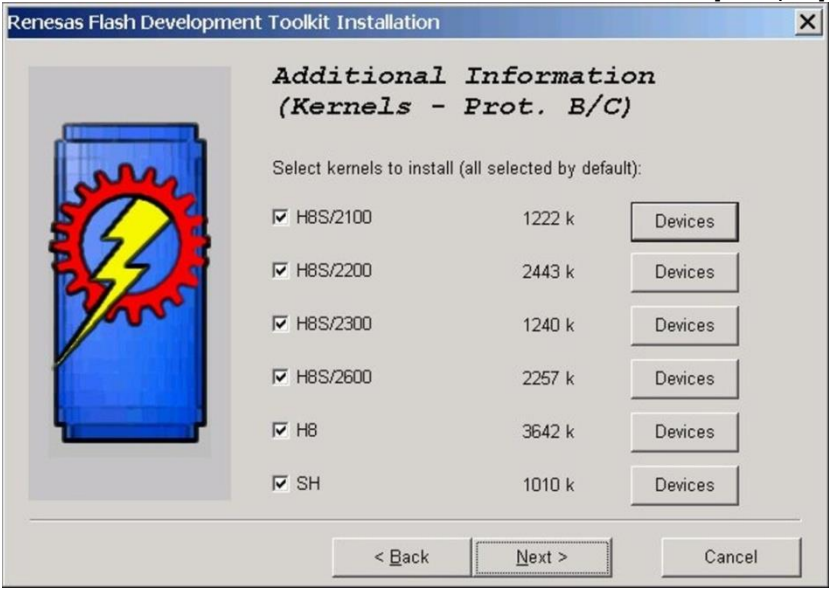 Renesas Flash Development Toolkit Installation
Additional Information
(Kernels - Prot. B/C)
Select kernels to install (all selected by default):
H8S/2100 1222 k Devices
H8S/2200 2443 k Devices
H8S/2300 1240 k Devices
H8S/2600 2257 k Devices
H8 3642 k Devices
SH 1010 k Devices
< Back Next > Cancel